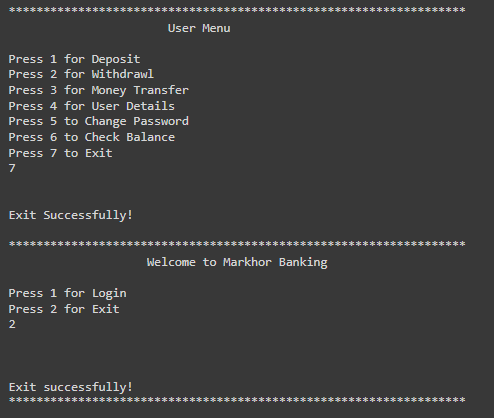 ******************************************************************
User Menu
Press 1 for Deposit
Press 2 for Withdrawl
Press 3 for Money Transfer
Press 4 for User Details
Press 5 to Change Password
Press 6 to Check Balance
Press 7 to Exit
7
Exit Successfully!
******************************************************************
Welcome to Markhor Banking
Press 1 for Login
Press 2 for Exit
2
Exit successfully!
******************************************************************